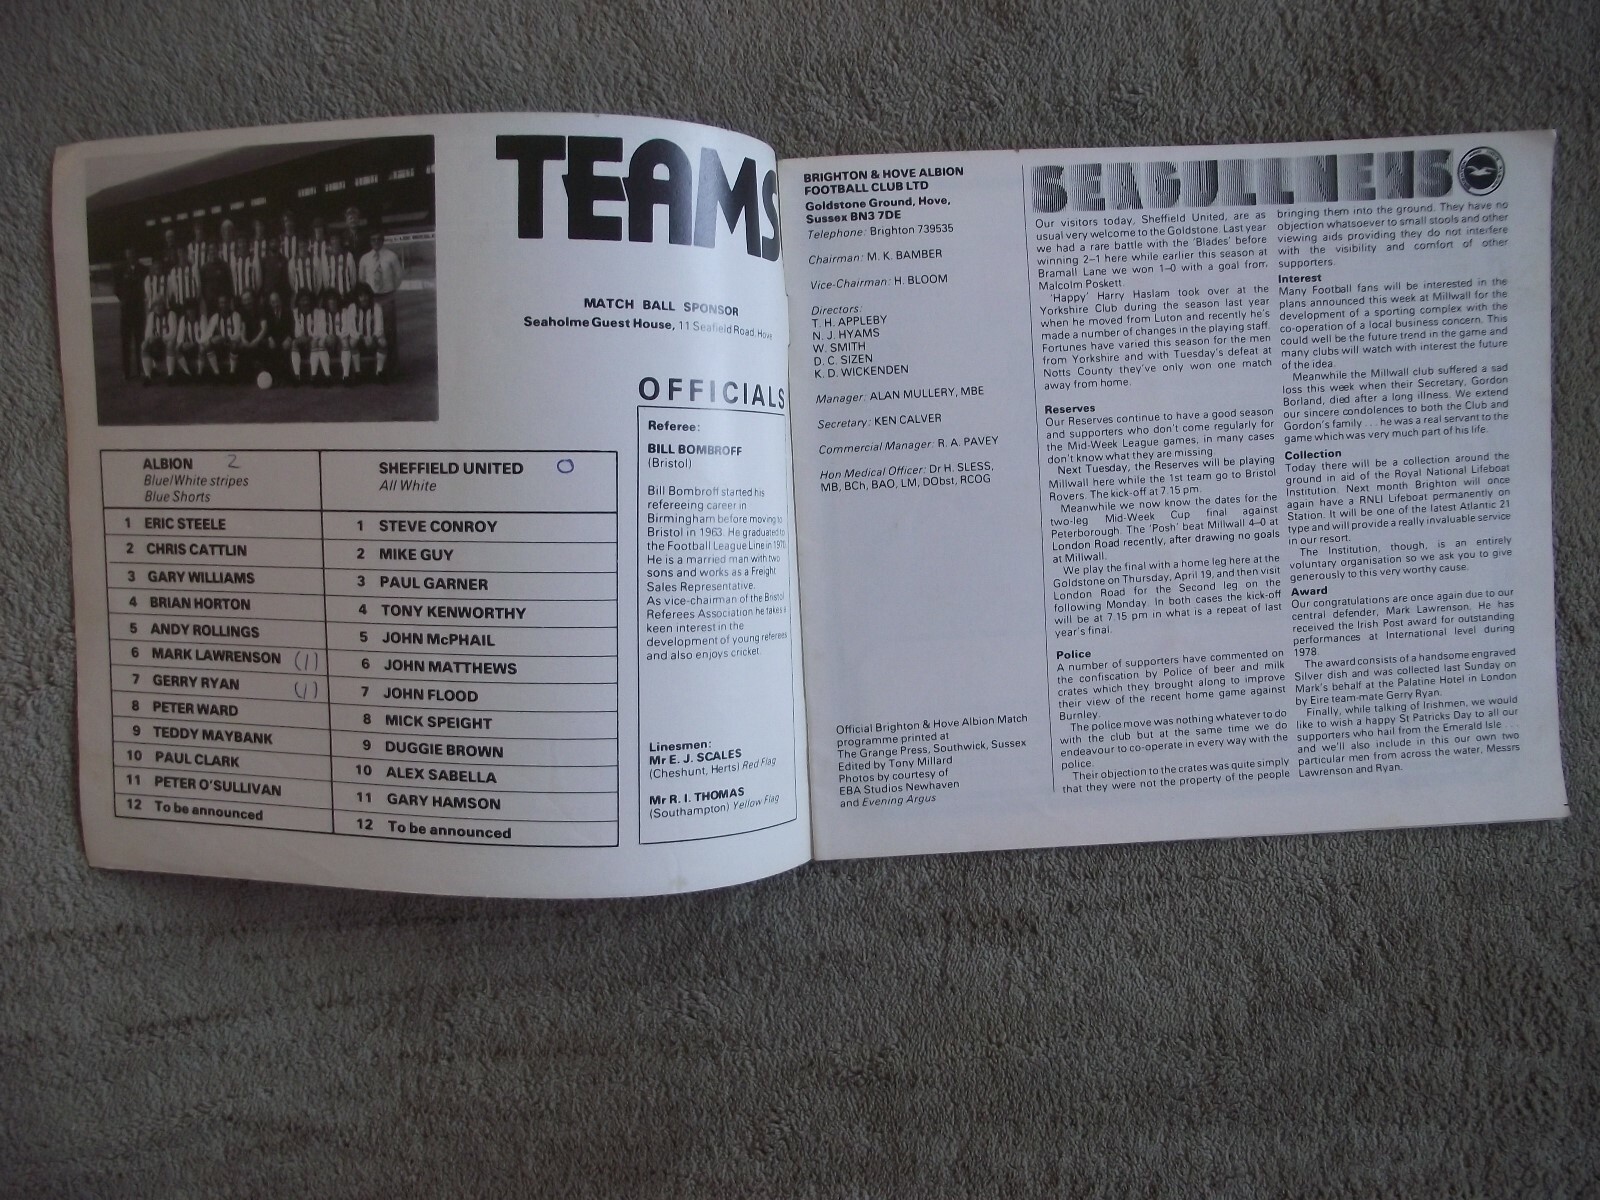 TEAMS
MATCH BALL SPONSOR
Seaholme Guest House, 11 Seafield Road, Hove
OFFICIALS
Referee:
BILL BOMBROFF
(Bristol)
Bill Bombroff started his
refereeing career in
Birmingham before moving to
Bristol in 1963. He graduated to
the Football League Line in
He is a married man with two
sons and works as a Freight
Sales Representative.
As vice-chairman of the Bristol
Referees Association he takes a
keen interest in the
development of young referees
and also enjoys cricket.
Linesmen:
Mr E. J. SCALES
(Cheshunt, Herts) Red Flag
Mr R. I. THOMAS
(Southampton) Yellow Flag
ALBION 2
Blue/White stripes
Blue Shorts
1 ERIC STEELE
2 CHRIS CATTLIN
3 GARY WILLIAMS
4 BRIAN HORTON
5 ANDY ROLLINGS
6 MARK LAWRENSON (1)
7 GERRY RYAN (1)
8 PETER WARD
9 TEDDY MAYBANK
10 PAUL CLARK
11 PETER O'SULLIVAN
12 To be announced
SHEFFIELD UNITED 0
All White
1 STEVE CONROY
2 MIKE GUY
3 PAUL GARNER
4 TONY KENWORTHY
5 JOHN McPHAIL
6 JOHN MATTHEWS
7 JOHN FLOOD
8 MICK SPEIGHT
9 DUGGIE BROWN
10 ALEX SABELLA
11 GARY HAMSON
12 To be announced
BRIGHTON & HOVE ALBION
FOOTBALL CLUB LTD
Goldstone Ground, Hove,
Sussex BN3 7DE
Telephone: Brighton 739535
Chairman: M. K. BAMBER
Vice-Chairman: H. BLOOM
Directors:
T. H. APPLEBY
N. J. HYAMS
W. SMITH
D. C. SIZEN
K. D. WICKENDEN
Manager: ALAN MULLERY, MBE
Secretary: KEN CALVER
Commercial Manager: R. A. PAVEY
Hon Medical Officer: Dr H. SLESS,
MB, BCh, BAO, LM, DObst, RCOG
Official Brighton & Hove Albion Match
programme printed at
The Grange Press, Southwick, Sussex
Edited by Tony Millard
Photos by courtesy of
EBA Studios Newhaven
and Evening Argus
SEAGULL NEWS
Our visitors today, Sheffield United, are as
usual very welcome to the Goldstone. Last year
we had a rare battle with the 'Blades' before
winning 2–1 here while earlier this season at
Bramall Lane we won 1–0 with a goal from
Malcolm Poskett.
'Happy' Harry Haslam took over at the
Yorkshire Club during the season last year
when he moved from Luton and recently he's
made a number of changes in the playing staff.
Fortunes have varied this season for the men
from Yorkshire and with Tuesday's defeat at
Notts County they've only won one match
away from home.
Reserves
Our Reserves continue to have a good season
and supporters who don't come regularly for
the Mid-Week League games, in many cases
don't know what they are missing.
Next Tuesday, the Reserves will be playing
Millwall here while the 1st team go to Bristol
Rovers. The kick-off at 7.15 pm.
Meanwhile we now know the dates for the
two-leg Mid-Week Cup final against
Peterborough. The 'Posh' beat Millwall 4–0 at
London Road recently, after drawing no goals
at Millwall.
We play the final with a home leg here at the
Goldstone on Thursday, April 19, and then visit
London Road for the Second leg on the
following Monday. In both cases the kick-off
will be at 7.15 pm in what is a repeat of last
year's final.
Police
A number of supporters have commented on
the confiscation by Police of beer and milk
crates which they brought along to improve
their view of the recent home game against
Burnley.
The police move was nothing whatever to do
with the club but at the same time we do
endeavour to co-operate in every way with the
police.
Their objection to the crates was quite simply
that they were not the property of the people
bringing them into the ground. They have no
objection whatsoever to small stools and other
viewing aids providing they do not interfere
with the visibility and comfort of other
supporters.
Interest
Many Football fans will be interested in the
plans announced this week at Millwall for the
development of a sporting complex with the
co-operation of a local business concern. This
could well be the future trend in the game and
many clubs will watch with interest the future
of the idea.
Meanwhile the Millwall club suffered a sad
loss this week when their Secretary, Gordon
Borland, died after a long illness. We extend
our sincere condolences to both the Club and
Gordon's family . . . he was a real servant to the
game which was very much part of his life.
Collection
Today there will be a collection around the
ground in aid of the Royal National Lifeboat
Institution. Next month Brighton will once
again have a RNLI Lifeboat permanently on
Station. It will be one of the latest Atlantic 21
type and will provide a really invaluable service
in our resort.
The Institution, though, is an entirely
voluntary organisation so we ask you to give
generously to this very worthy cause.
Award
Our congratulations are once again due to our
central defender, Mark Lawrenson. He has
received the Irish Post award for outstanding
performances at International level during
1978.
The award consists of a handsome engraved
Silver dish and was collected last Sunday on
Mark's behalf at the Palatine Hotel in London
by Eire team-mate Gerry Ryan.
Finally, while talking of Irishmen, we would
like to wish a happy St Patricks Day to all our
supporters who hail from the Emerald Isle . . .
and we'll also include in this our own two
particular men from across the water, Messrs
Lawrenson and Ryan.